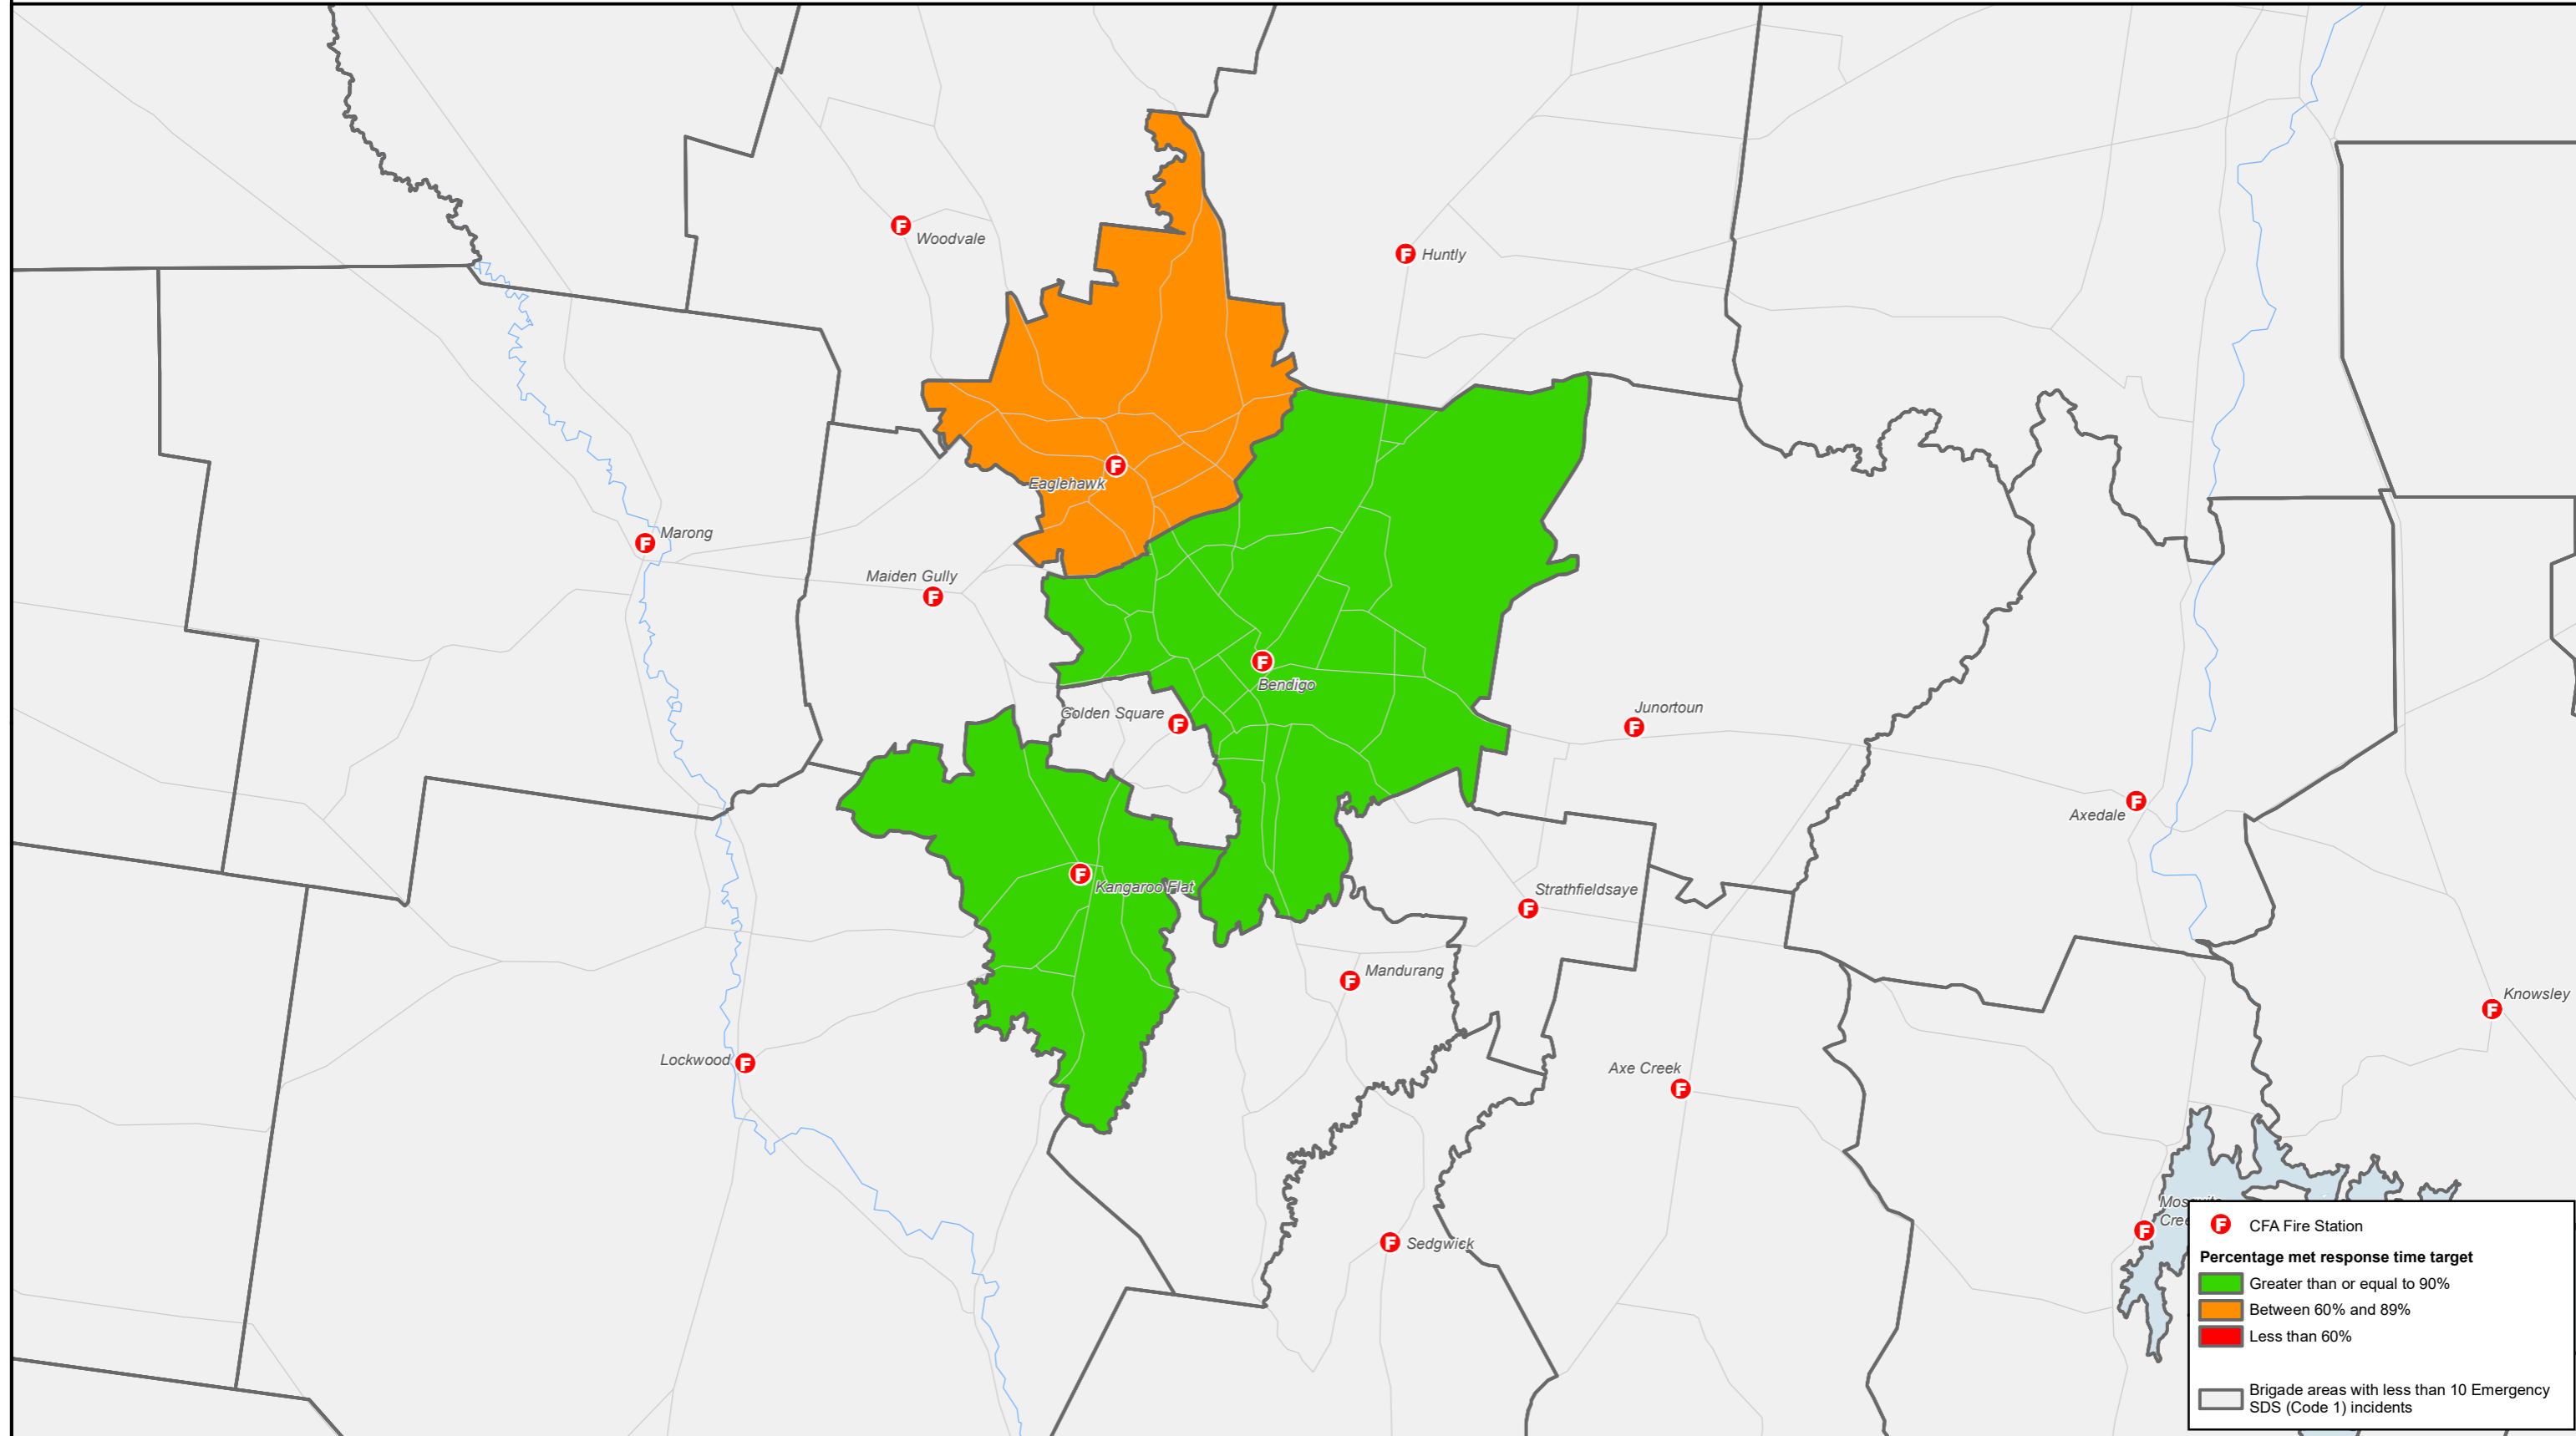 Woodvale
Huntly
Eaglehawk
Marong
Maiden Gully
Bendigo
Golden Square
Junortoun
Axedale
Kangaroo Flat
Strathfieldsaye
Mandurang
Knowsley
Lockwood
Axe Creek
Sedgwick
F CFA Fire Station
Percentage met response time target
Greater than or equal to 90%
Between 60% and 89%
Less than 60%
Brigade areas with less than 10 Emergency
SDS (Code 1) incidents